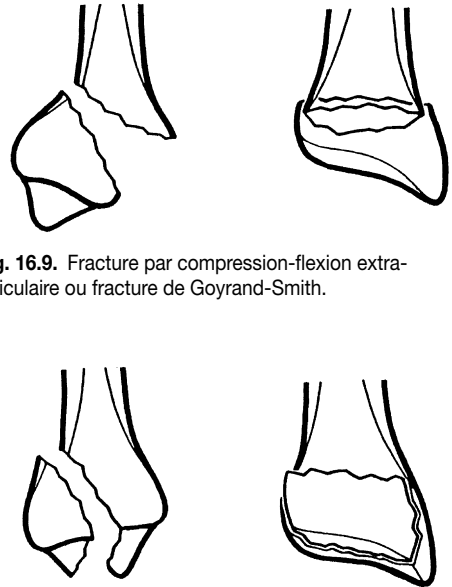 g. 16.9. Fracture par compression-flexion extra-
iculaire ou fracture de Goyrand-Smith.